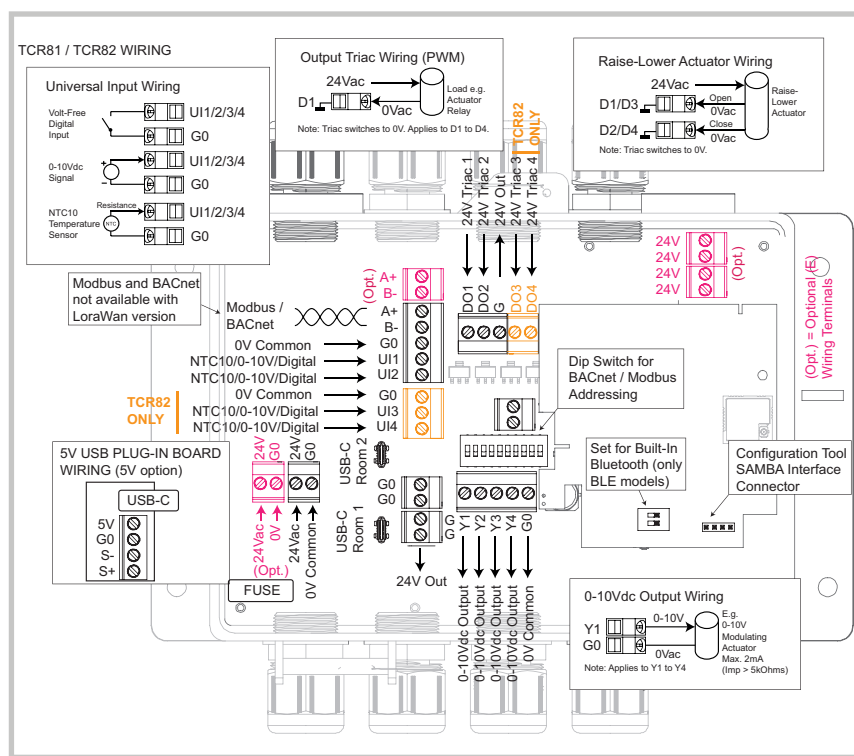 TCR81 / TCR82 WIRING
Universal Input Wiring
Volt-Free
Digital
Input
UI1/2/3/4
G0
0-10Vdc
Signal
+
-
UI1/2/3/4
G0
NTC10
Temperature
Sensor
Resistance
NTC
UI1/2/3/4
G0
Output Triac Wiring (PWM)
24Vac
D1
0Vac
Load e.g.
Actuator
Relay
Note: Triac switches to 0V. Applies to D1 to D4.
Raise-Lower Actuator Wiring
24Vac
D1/D3
Open
0Vac
D2/D4
Close
0Vac
Raise-
Lower
Actuator
Note: Triac switches to 0V.
TCR82
ONLY
24V Triac 1
24V Triac 2
24V Out
24V Triac 3
24V Triac 4
DO1
DO2
G
DO3
DO4
24V
24V
24V
24V
(Opt.)
(Opt.) = Optional (E)
Wiring Terminals
Modbus and BACnet
not available with
LoraWan version
(Opt.)
A+
B-
Modbus /
BACnet
A+
B-
0V Common
G0
NTC10/0-10V/Digital
UI1
NTC10/0-10V/Digital
UI2
0V Common
G0
TCR82
ONLY
NTC10/0-10V/Digital
UI3
NTC10/0-10V/Digital
UI4
Dip Switch for
BACnet / Modbus
Addressing
Set for Built-In
Bluetooth (only
BLE models)
Configuration Tool
SAMBA Interface
Connector
5V USB PLUG-IN BOARD
WIRING (5V option)
USB-C
5V
G0
S-
S+
24V
G0
24V
G0
24Vac
(Opt.)
0V
24Vac
0V Common
FUSE
USB-C
Room 2
USB-C
Room 1
G0
G0
G
G
24V Out
Y1
Y2
Y3
Y4
G0
0-10Vdc Output
0-10Vdc Output
0-10Vdc Output
0-10Vdc Output
0V Common
0-10Vdc Output Wiring
Y1
0-10V
G0
0Vac
E.g.
0-10V
Modulating
Actuator
Max. 2mA
(Imp > 5kOhms)
Note: Applies to Y1 to Y4